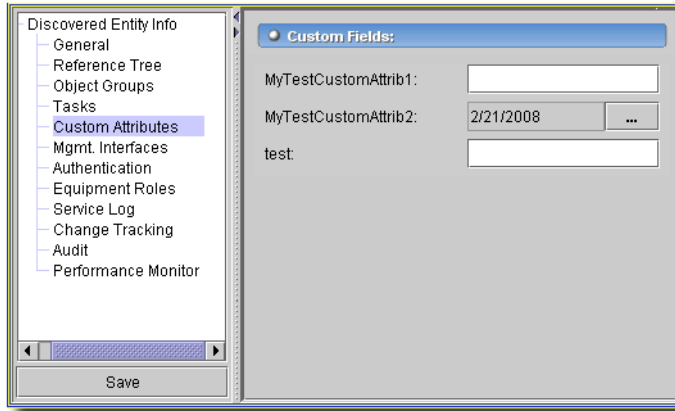 Discovered Entity Info
General
Reference Tree
Object Groups
Tasks
Custom Attributes
Mgmt. Interfaces
Authentication
Equipment Roles
Service Log
Change Tracking
Audit
Performance Monitor
Save
Custom Fields:
MyTestCustomAttrib1:
MyTestCustomAttrib2: 2/21/2008 ...
test: